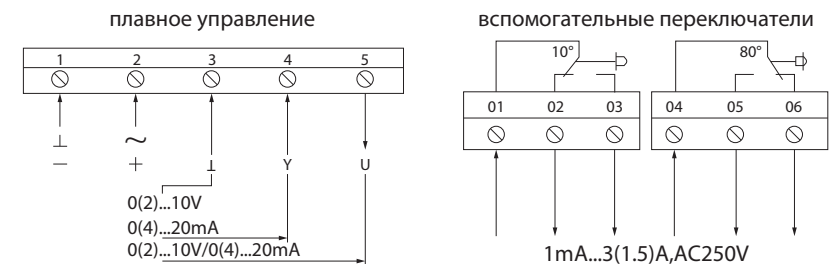 плавное управление
1 2 3 4 5
⊥ ~ ⊥ Y U
− +
0(2)...10V
0(4)...20mA
0(2)...10V/0(4)...20mA
вспомогательные переключатели
10° 80°
01 02 03 04 05 06
1mA...3(1.5)A,AC250V